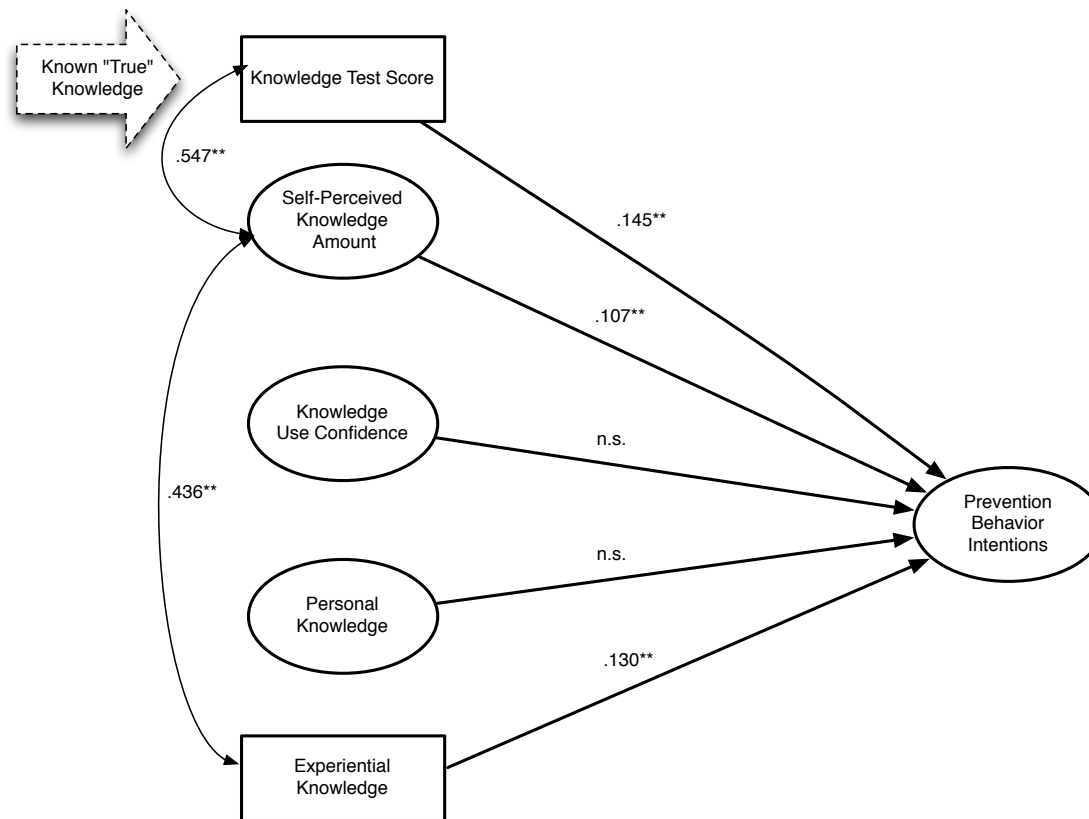 Known "True"
Knowledge
Knowledge Test Score
.547**
Self-Perceived
Knowledge
Amount
.145**
.107**
Knowledge
Use Confidence
n.s.
.436**
Prevention
Behavior
Intentions
n.s.
Personal
Knowledge
.130**
Experiential
Knowledge